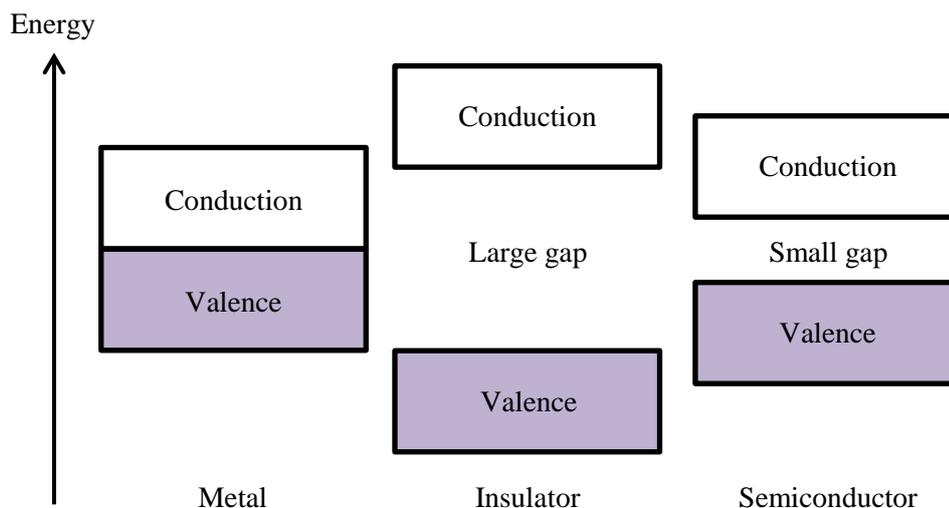 Energy
Conduction
Conduction
Conduction
Large gap
Small gap
Valence
Valence
Valence
Metal
Insulator
Semiconductor